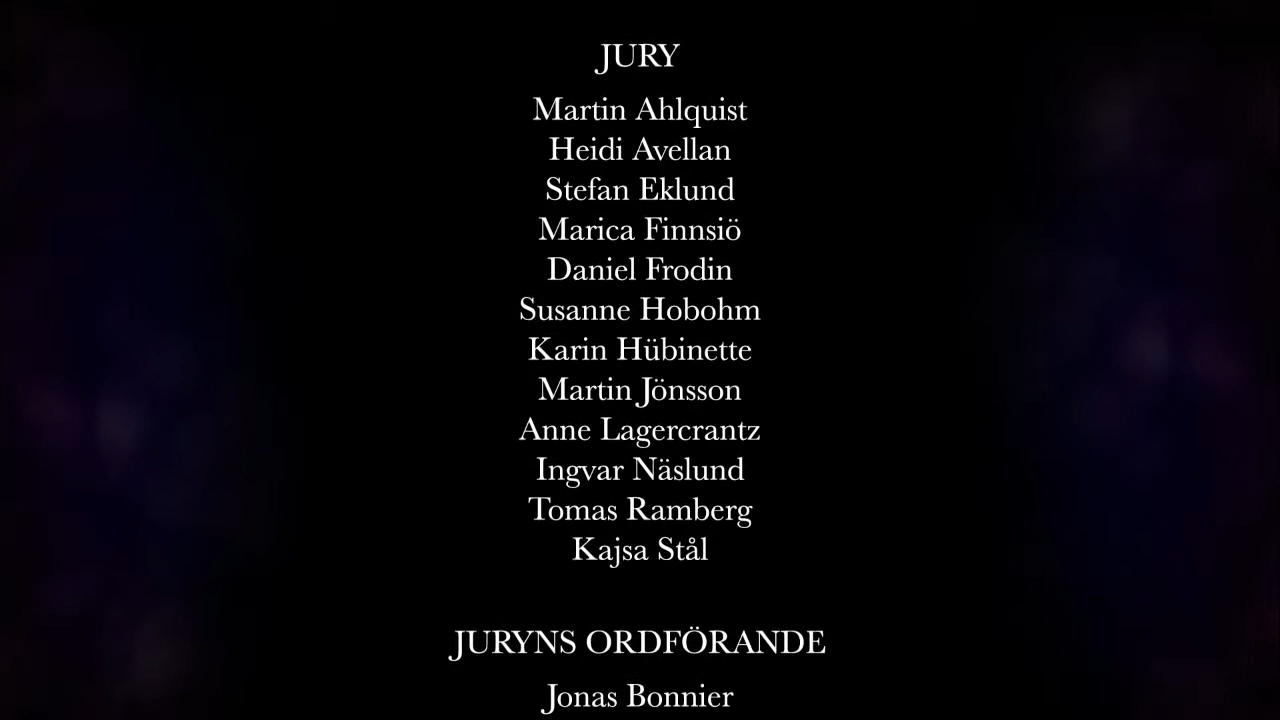 JURY
Martin Ahlquist
Heidi Avellan
Stefan Eklund
Marica Finnsiö
Daniel Frodin
Susanne Hobohm
Karin Hübinette
Martin Jönsson
Anne Lagercrantz
Ingvar Näslund
Tomas Ramberg
Kajsa Stål
JURYNS ORDFÖRANDE
Jonas Bonnier